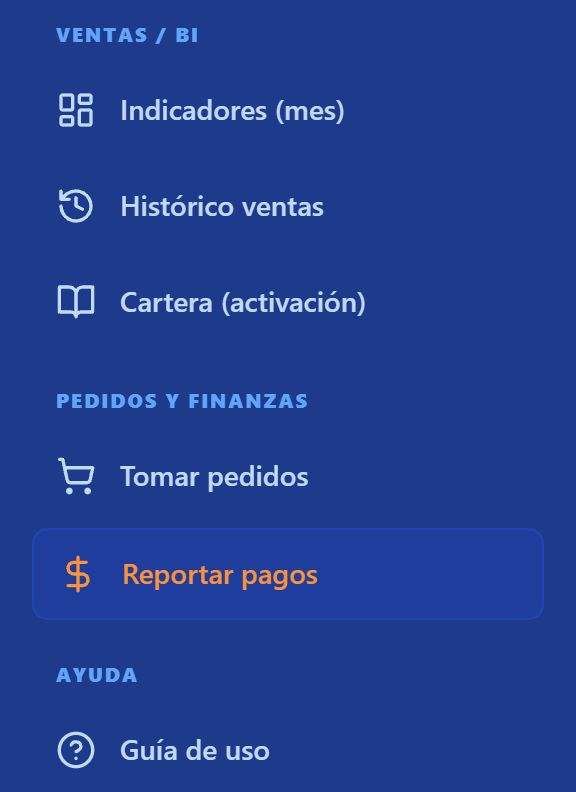 VENTAS / BI
Indicadores (mes)
Histórico ventas
Cartera (activación)
PEDIDOS Y FINANZAS
Tomar pedidos
Reportar pagos
AYUDA
Guía de uso